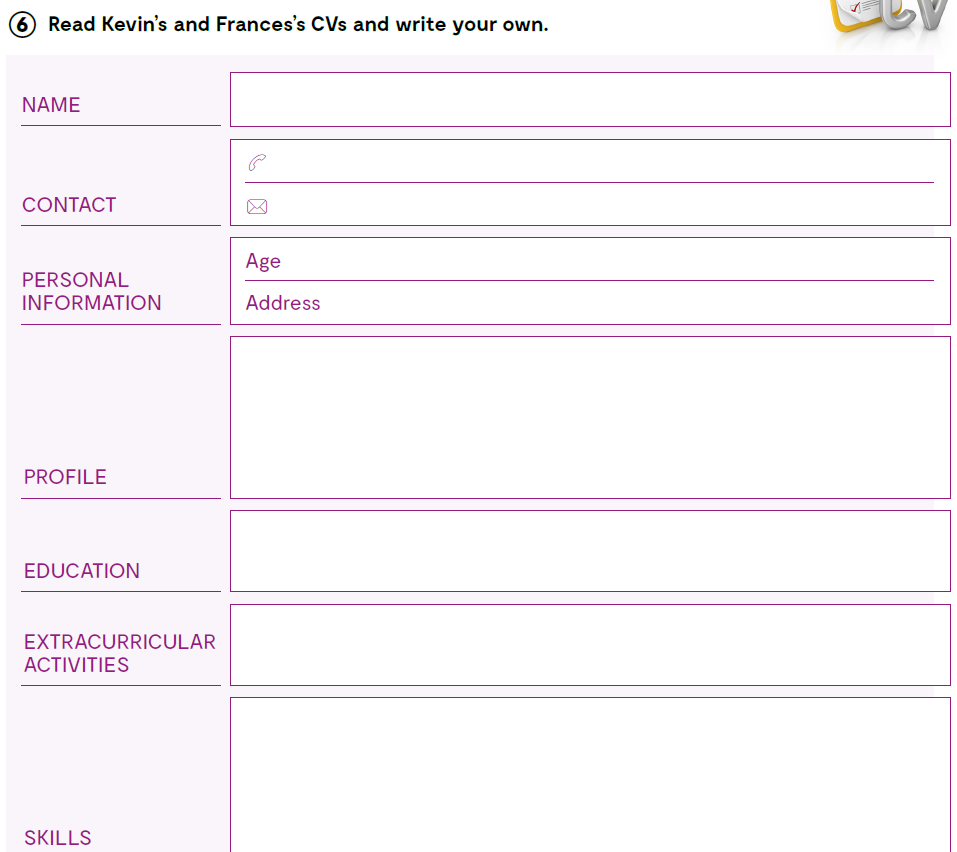 6 Read Kevin's and Frances's CVs and write your own.
CV
NAME
CONTACT
PERSONAL
INFORMATION
Age
Address
PROFILE
EDUCATION
EXTRACURRICULAR
ACTIVITIES
SKILLS